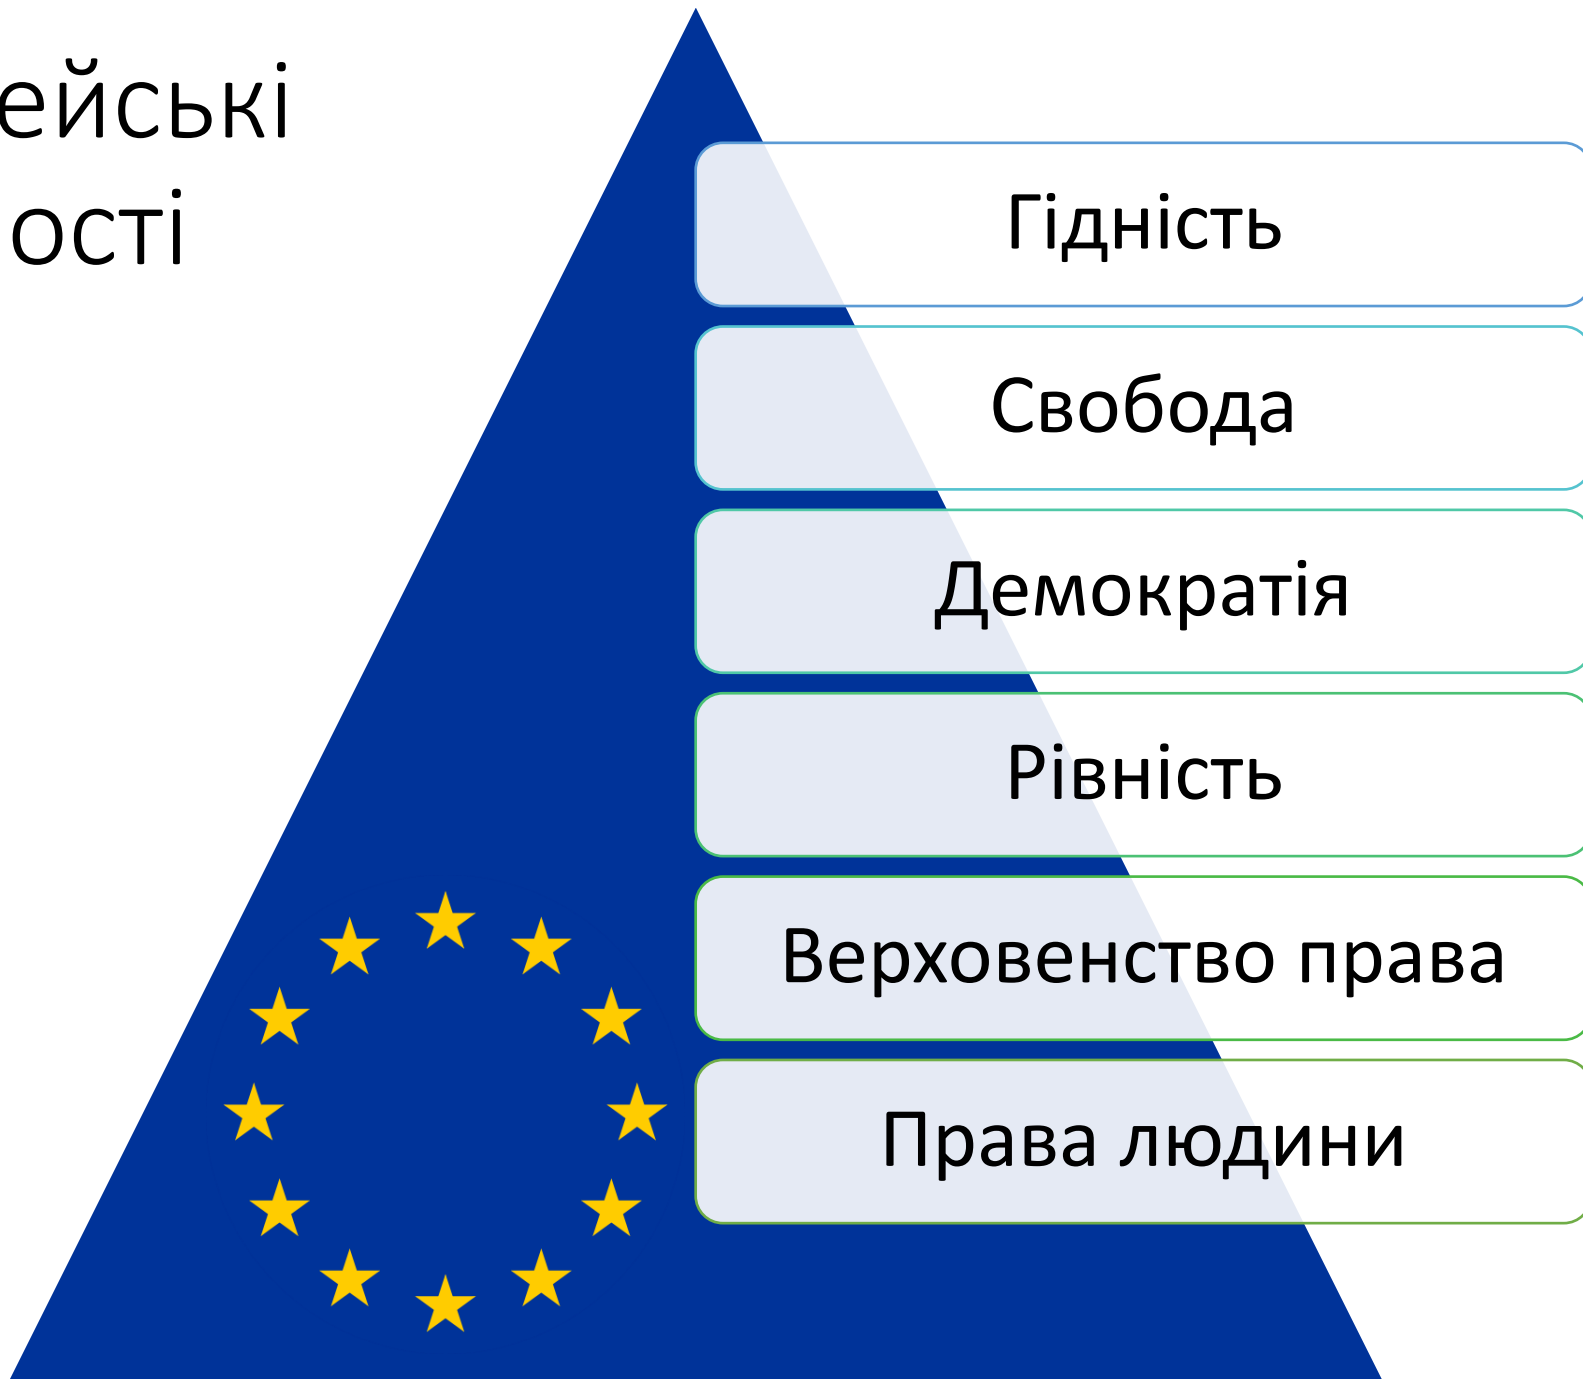 ейські
ості
Гідність
Свобода
Демократія
Рівність
Верховенство права
Права людини